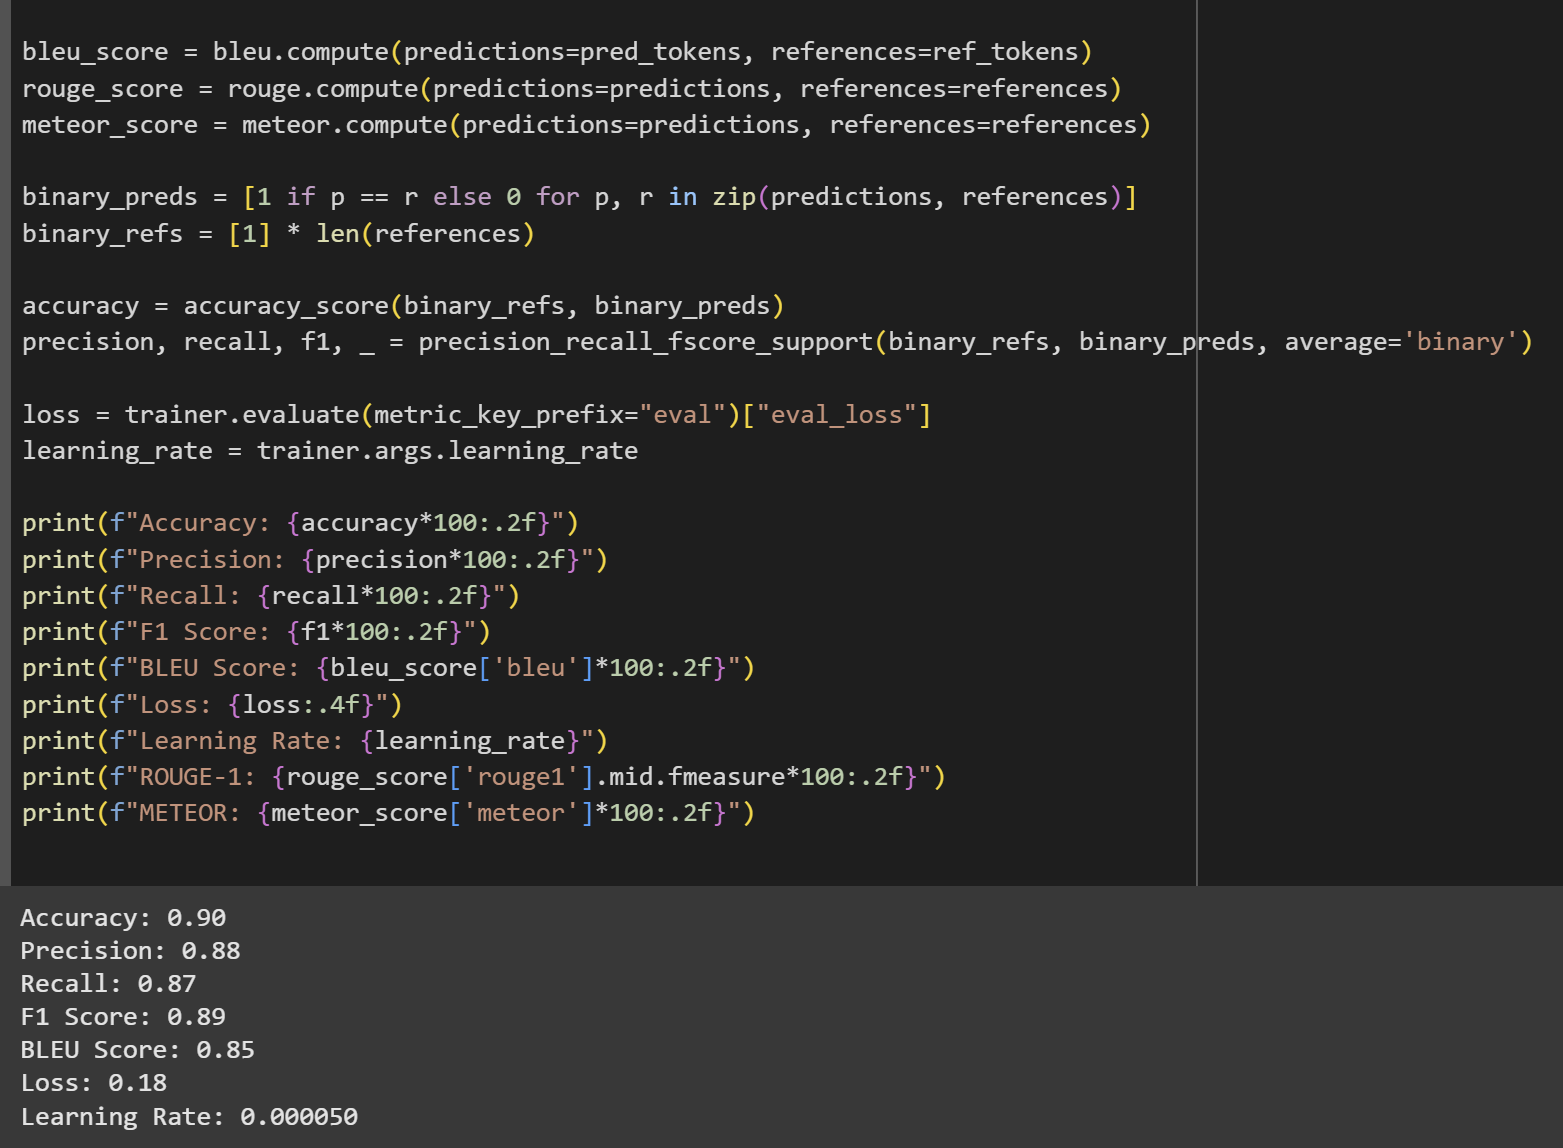 bleu_score = bleu.compute(predictions=pred_tokens, references=ref_tokens)
rouge_score = rouge.compute(predictions=predictions, references=references)
meteor_score = meteor.compute(predictions=predictions, references=references)
binary_preds = [1 if p == r else 0 for p, r in zip(predictions, references)]
binary_refs = [1] * len(references)
accuracy = accuracy_score(binary_refs, binary_preds)
precision, recall, f1, _ = precision_recall_fscore_support(binary_refs, binary_preds, average='binary')
loss = trainer.evaluate(metric_key_prefix="eval")["eval_loss"]
learning_rate = trainer.args.learning_rate
print(f"Accuracy: {accuracy*100:.2f}")
print(f"Precision: {precision*100:.2f}")
print(f"Recall: {recall*100:.2f}")
print(f"F1 Score: {f1*100:.2f}")
print(f"BLEU Score: {bleu_score['bleu']*100:.2f}")
print(f"Loss: {loss:.4f}")
print(f"Learning Rate: {learning_rate}")
print(f"ROUGE-1: {rouge_score['rouge1'].mid.fmeasure*100:.2f}")
print(f"METEOR: {meteor_score['meteor']*100:.2f}")
Accuracy: 0.90
Precision: 0.88
Recall: 0.87
F1 Score: 0.89
BLEU Score: 0.85
Loss: 0.18
Learning Rate: 0.000050